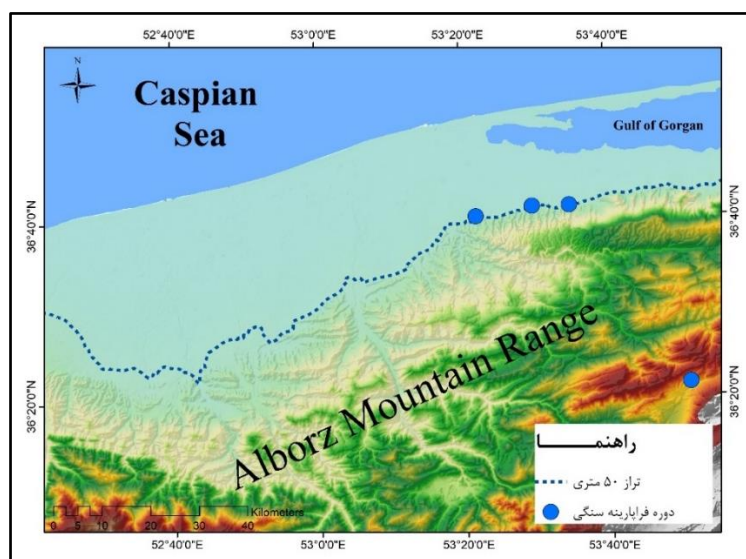 52°40'0"E 53°0'0"E 53°20'0"E 53°40'0"E
N
Caspian
Sea
Gulf of Gorgan
36°40'0"N
36°40'0"N
36°20'0"N
36°20'0"N
Alborz Mountain Range
راهنمـــــــا
تراز ۵۰ متری
دوره فراپارینه سنگی
Kilometers
0 5 10 20 30 40
52°40'0"E 53°0'0"E 53°20'0"E 53°40'0"E